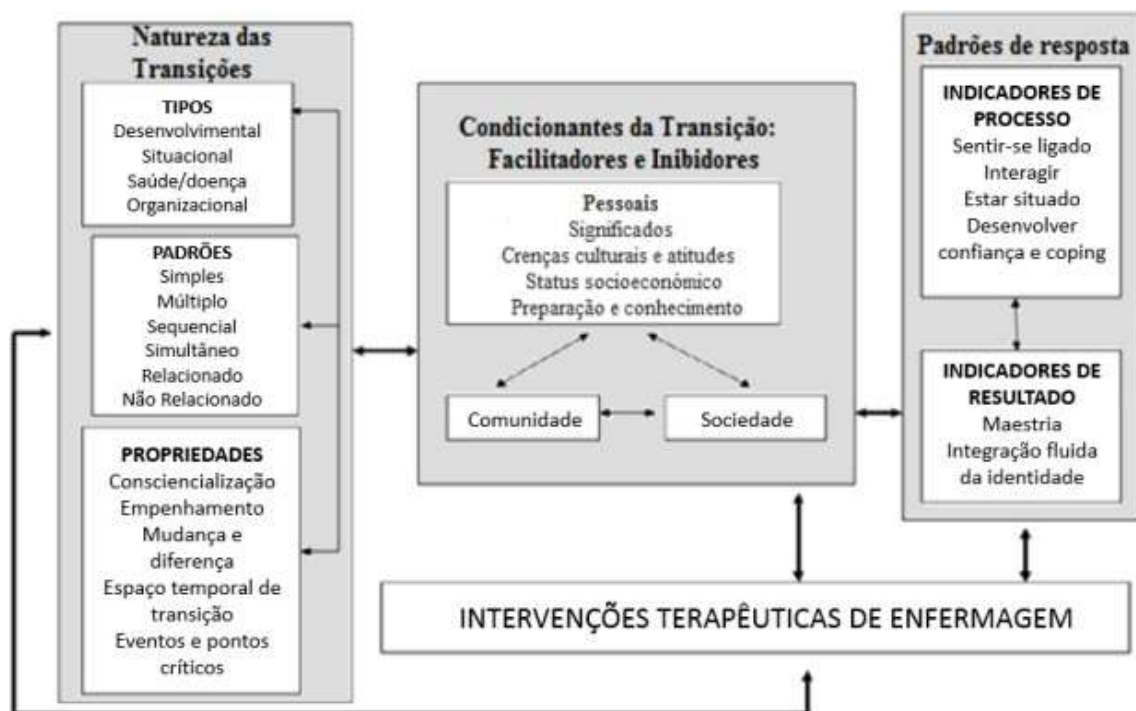 Natureza das
Transições
TIPOS
Desenvolvimental
Situacional
Saúde/doença
Organizacional
PADRÕES
Simples
Múltiplo
Sequencial
Simultâneo
Relacionado
Não Relacionado
PROPRIEDADES
Consciencialização
Empenhamento
Mudança e
diferença
Espaço temporal de
transição
Eventos e pontos
críticos
Condicionantes da Transição:
Facilitadores e Inibidores
Pessoais
Significados
Crenças culturais e atitudes
Status socioeconómico
Preparação e conhecimento
Comunidade
Sociedade
Padrões de resposta
INDICADORES DE
PROCESSO
Sentir-se ligado
Interagir
Estar situado
Desenvolver
confiança e coping
INDICADORES DE
RESULTADO
Maestria
Integração fluida
da identidade
INTERVENÇÕES TERAPÊUTICAS DE ENFERMAGEM